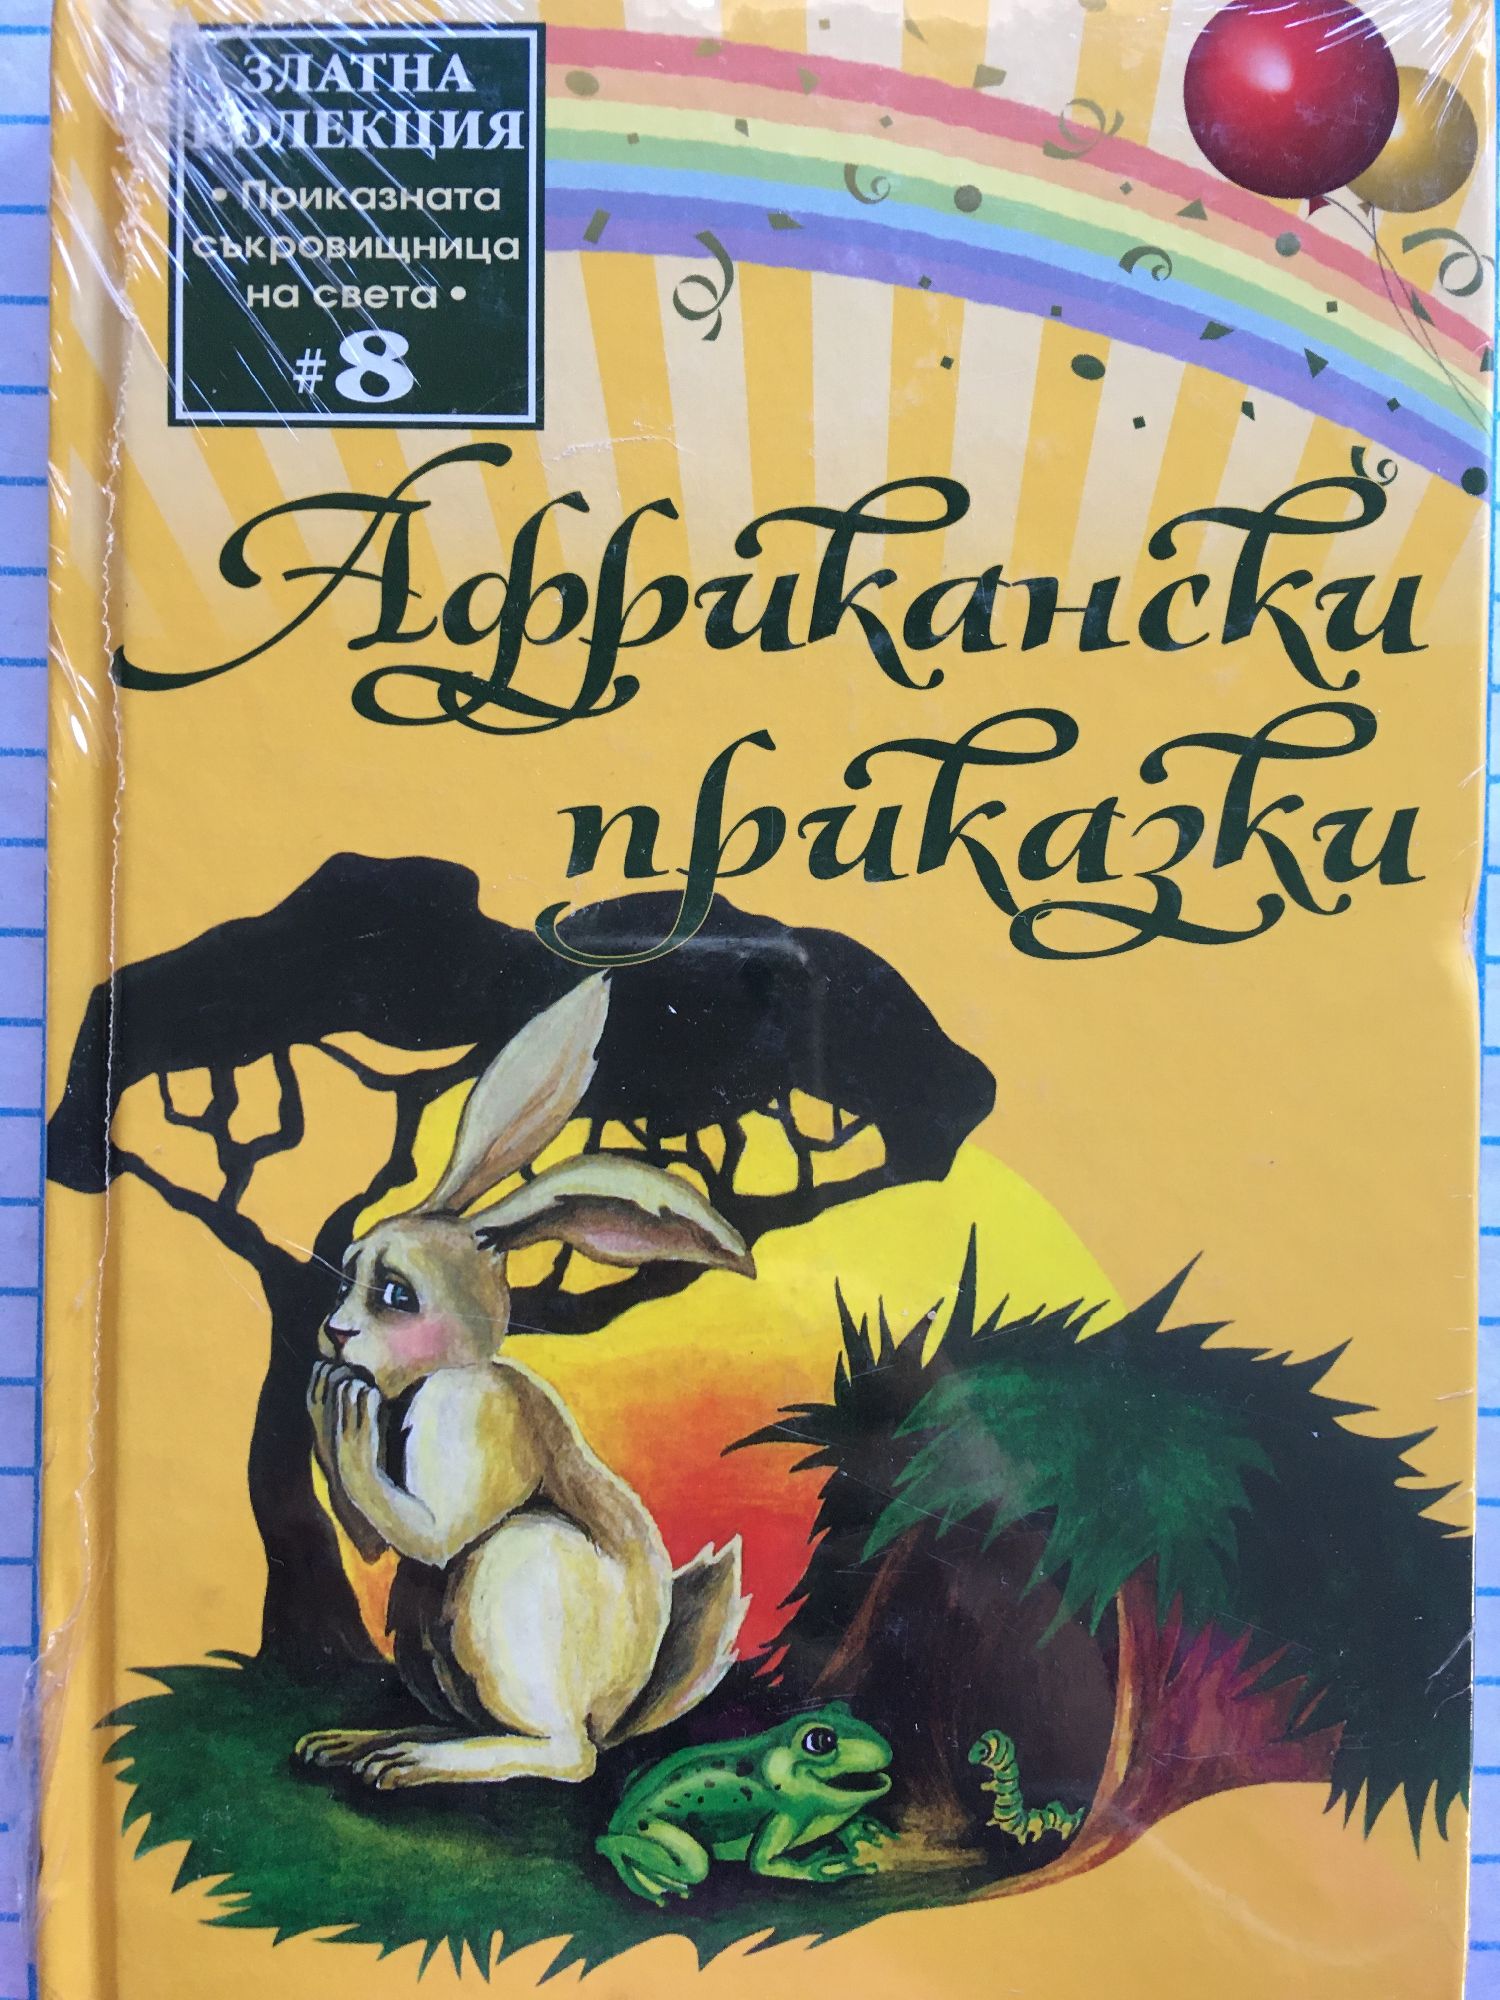 ЗЛАТНА
КОЛЕКЦИЯ
• Приказната
съкровищница
на света •
#8
Африкански
приказки